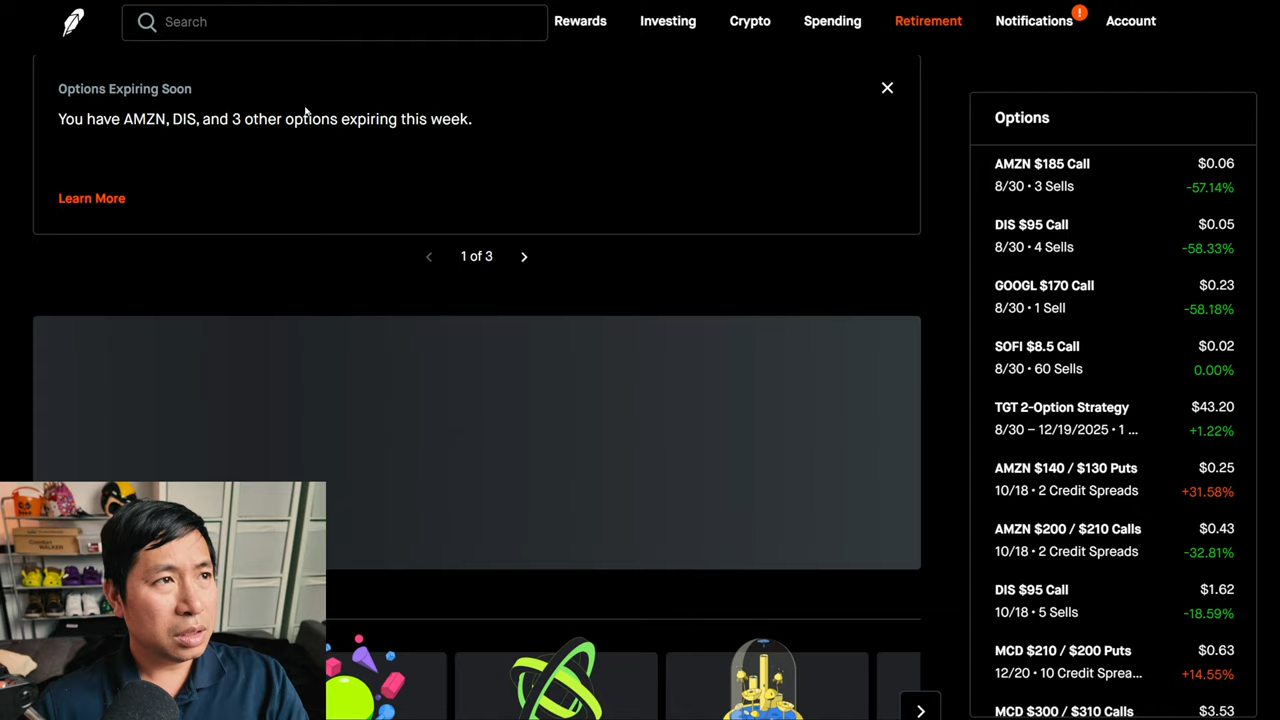 Search
Rewards
Investing
Crypto
Spending
Retirement
Notifications
!
Account
Options Expiring Soon
You have AMZN, DIS, and 3 other options expiring this week.
Learn More
1 of 3
Options
AMZN $185 Call $0.06
8/30 • 3 Sells -57.14%
DIS $95 Call $0.05
8/30 • 4 Sells -58.33%
GOOGL $170 Call $0.23
8/30 • 1 Sell -58.18%
SOFI $8.5 Call $0.02
8/30 • 60 Sells 0.00%
TGT 2-Option Strategy $43.20
8/30 – 12/19/2025 • 1 ... +1.22%
AMZN $140 / $130 Puts $0.25
10/18 • 2 Credit Spreads +31.58%
AMZN $200 / $210 Calls $0.43
10/18 • 2 Credit Spreads -32.81%
DIS $95 Call $1.62
10/18 • 5 Sells -18.59%
MCD $210 / $200 Puts $0.63
12/20 • 10 Credit Sprea... +14.55%
MCD $300 / $310 Calls $3.53